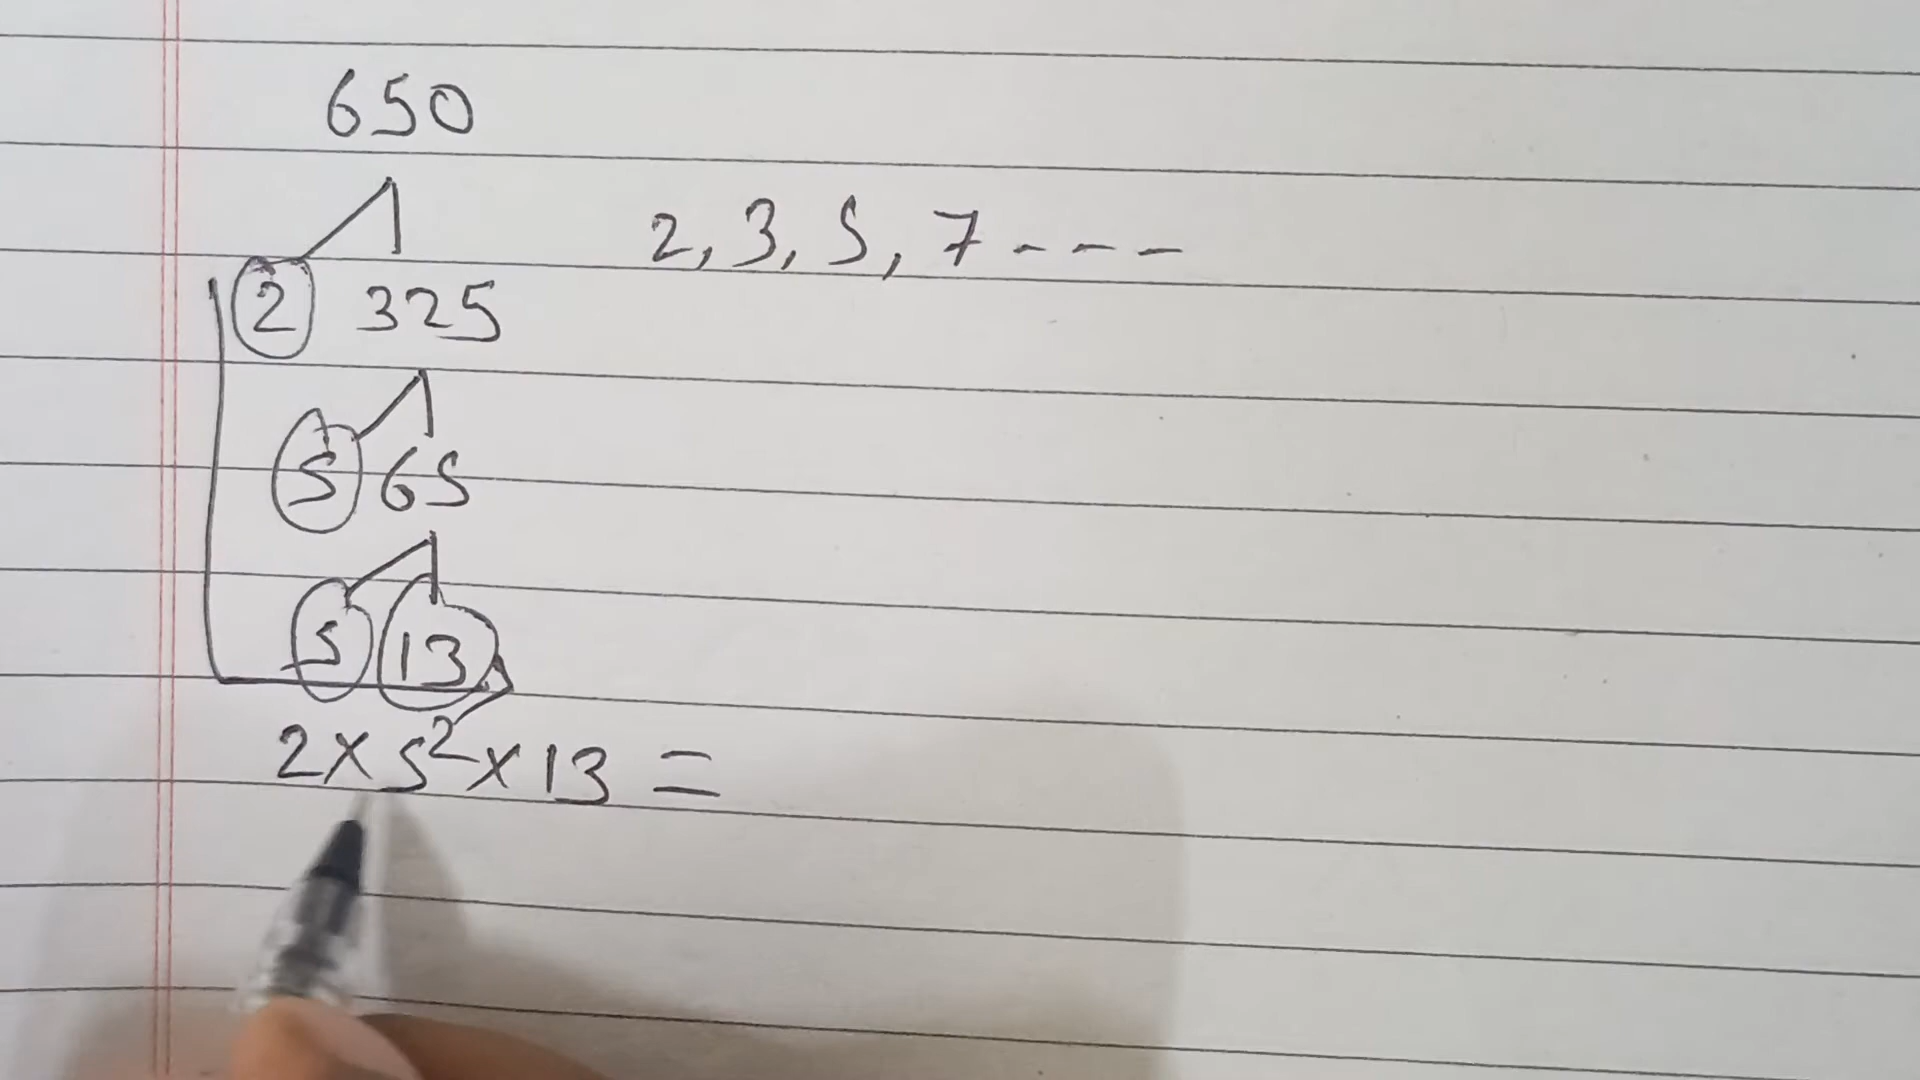 650
2, 3, 5, 7 - - -
2 325
5 65
5 13
2 x 5² x 13 =